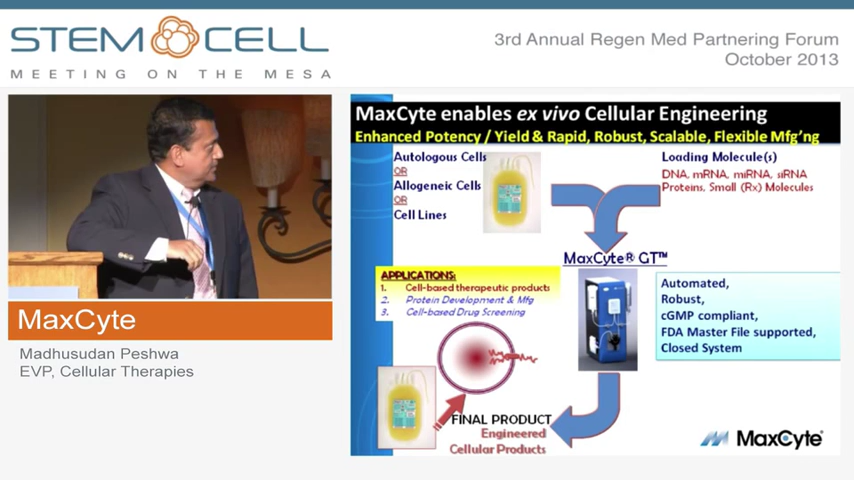 STEM CELL
MEETING ON THE MESA
3rd Annual Regen Med Partnering Forum
October 2013
MaxCyte enables ex vivo Cellular Engineering
Enhanced Potency / Yield & Rapid, Robust, Scalable, Flexible Mfg'ng
Autologous Cells
OR
Allogeneic Cells
OR
Cell Lines
Loading Molecule(s)
DNA, mRNA, miRNA, siRNA
Proteins, Small (Rx) Molecules
MaxCyte® GT™
APPLICATIONS:
1. Cell-based therapeutic products
2. Protein Development & Mfg
3. Cell-based Drug Screening
Automated,
Robust,
cGMP compliant,
FDA Master File supported,
Closed System
FINAL PRODUCT
Engineered
Cellular Products
MaxCyte®
MaxCyte
Madhusudan Peshwa
EVP, Cellular Therapies